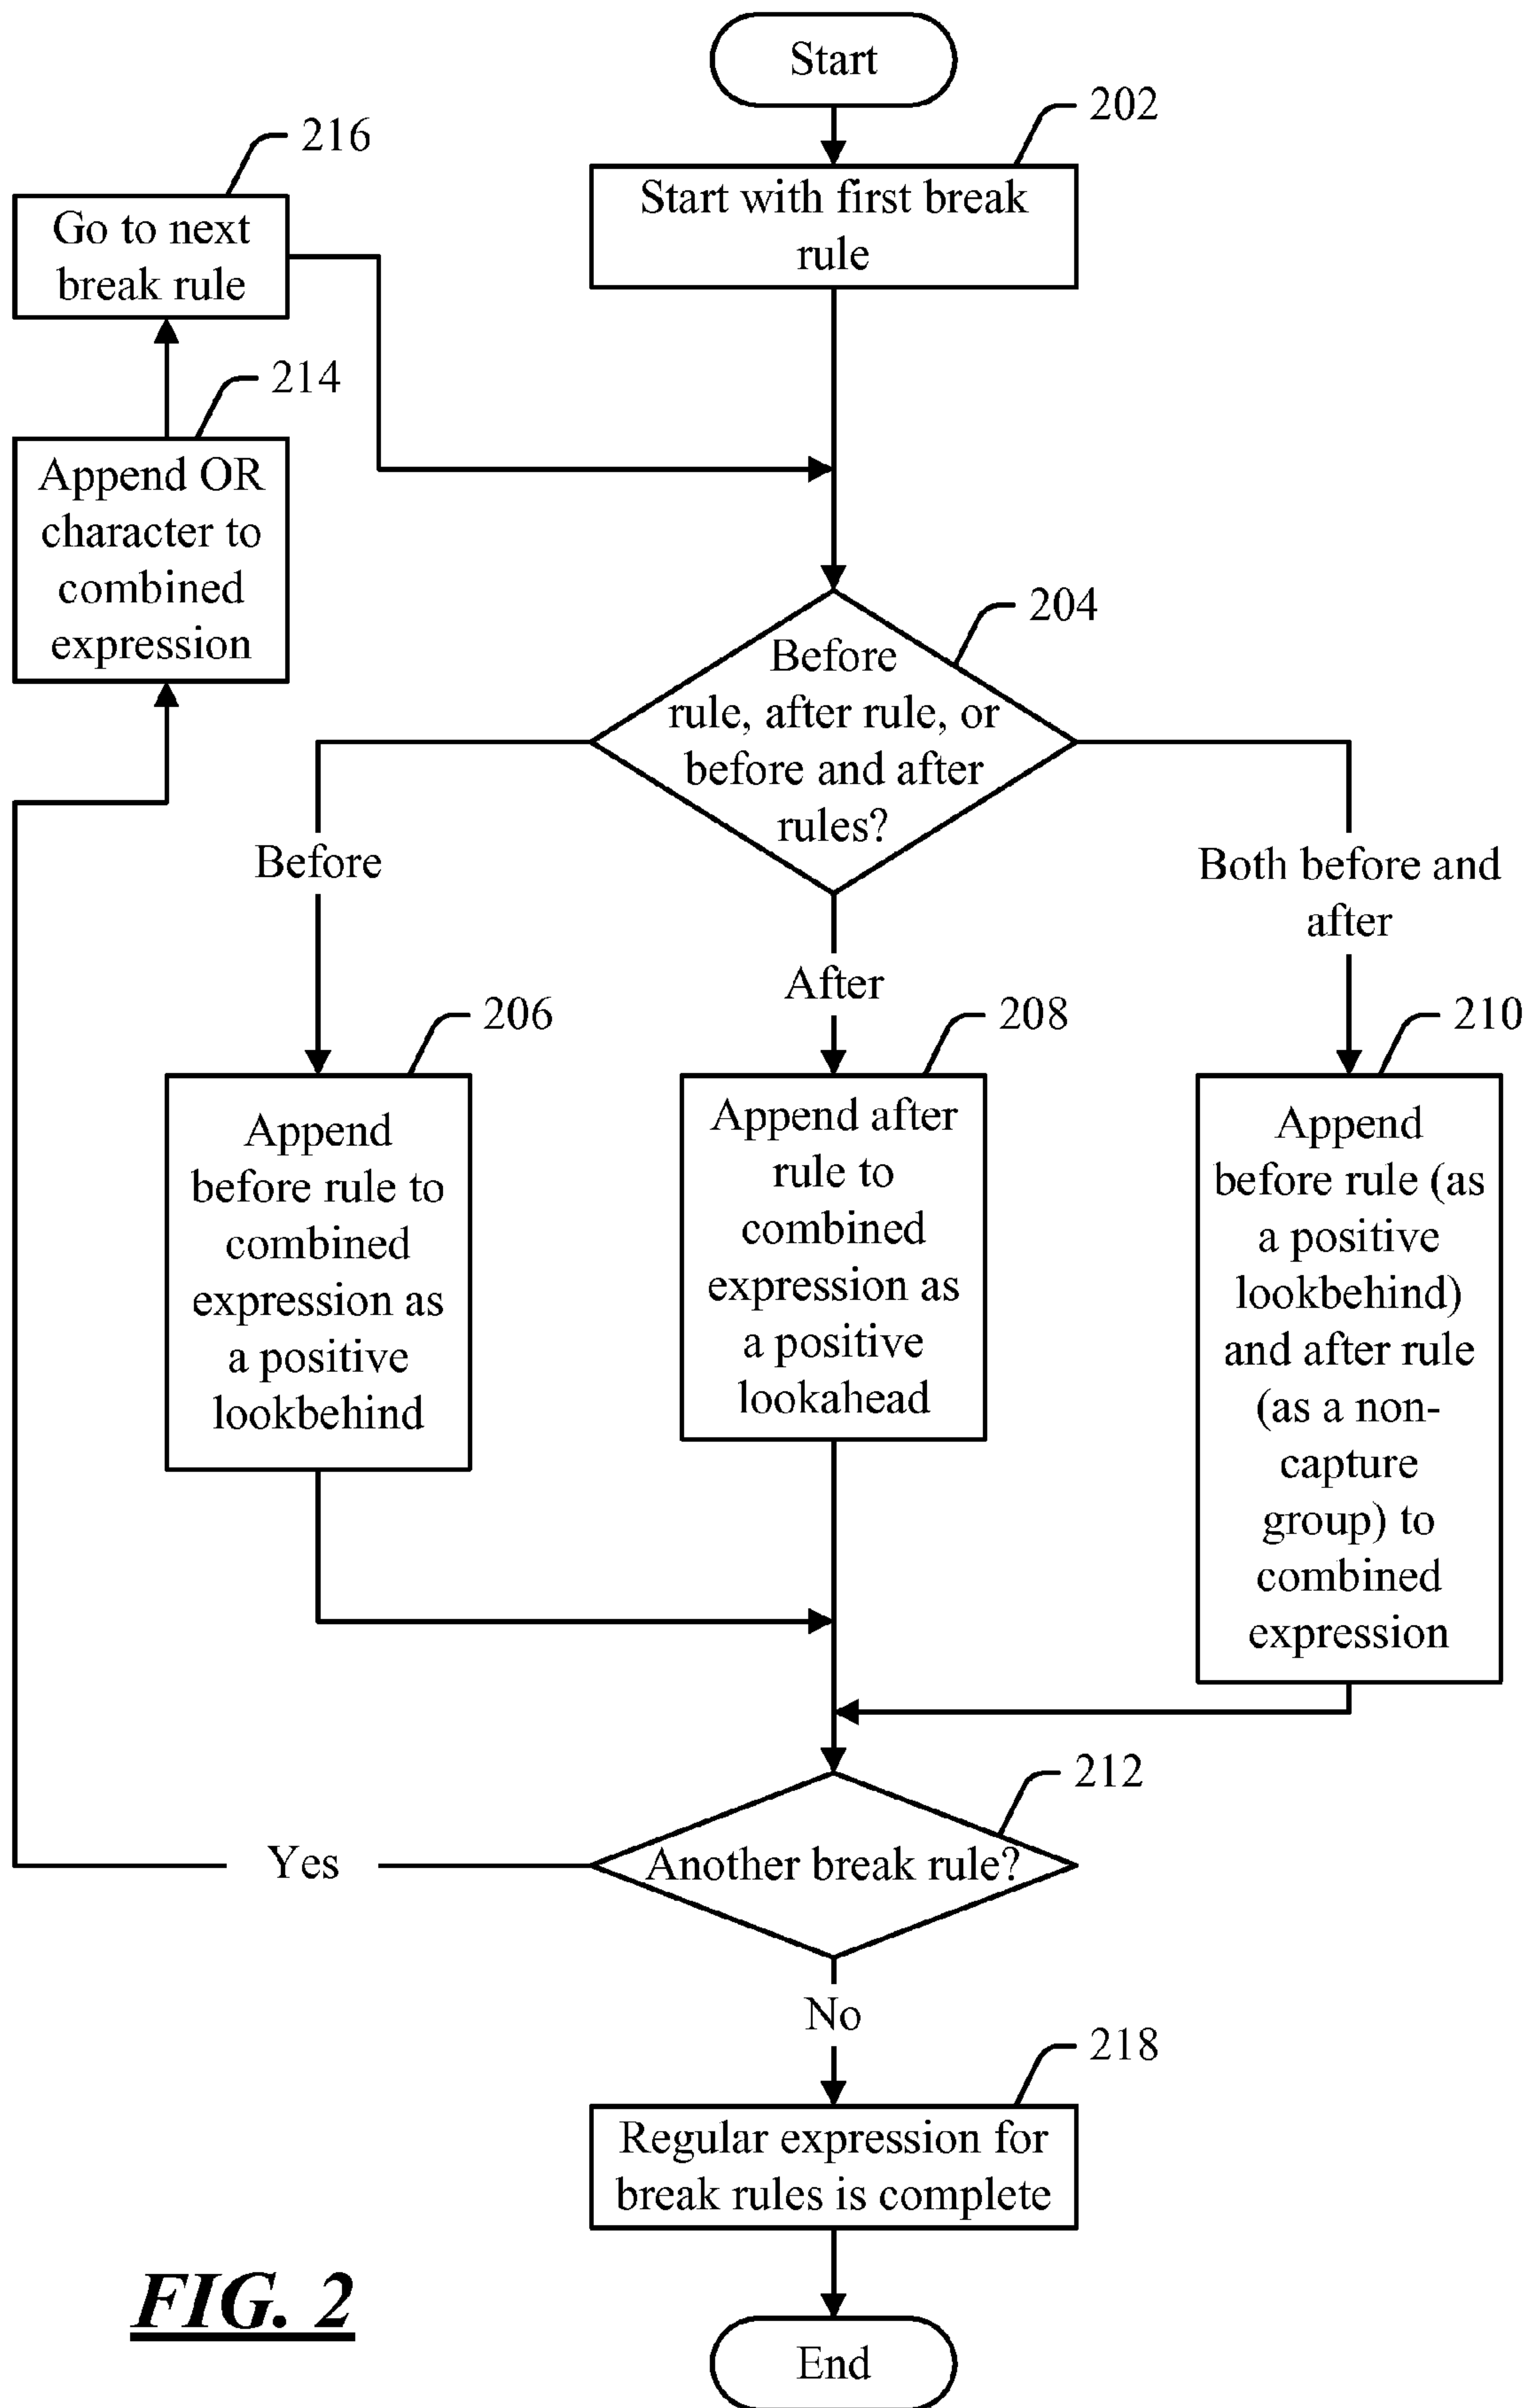 Start
202
Start with first break
rule
216
Go to next
break rule
214
Append OR
character to
combined
expression
204
Before
rule, after rule, or
before and after
rules?
Before
After
Both before and
after
206
Append
before rule to
combined
expression as
a positive
lookbehind
208
Append after
rule to
combined
expression as
a positive
lookahead
210
Append
before rule (as
a positive
lookbehind)
and after rule
(as a non-
capture
group) to
combined
expression
212
Another break rule?
Yes
No
218
Regular expression for
break rules is complete
End
FIG. 2